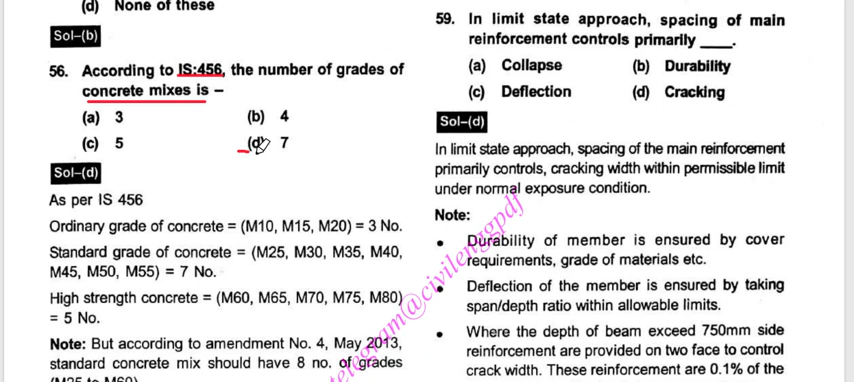 (d) None of these
Sol–(b)
56. According to IS:456, the number of grades of
concrete mixes is –
(a) 3 (b) 4
(c) 5 (d) 7
Sol–(d)
As per IS 456
Ordinary grade of concrete = (M10, M15, M20) = 3 No.
Standard grade of concrete = (M25, M30, M35, M40,
M45, M50, M55) = 7 No.
High strength concrete = (M60, M65, M70, M75, M80)
= 5 No.
Note: But according to amendment No. 4, May 2013,
standard concrete mix should have 8 no. of grades
(M25 to M60)
59. In limit state approach, spacing of main
reinforcement controls primarily ____.
(a) Collapse (b) Durability
(c) Deflection (d) Cracking
Sol–(d)
In limit state approach, spacing of the main reinforcement
primarily controls, cracking width within permissible limit
under normal exposure condition.
Note:
• Durability of member is ensured by cover
requirements, grade of materials etc.
• Deflection of the member is ensured by taking
span/depth ratio within allowable limits.
• Where the depth of beam exceed 750mm side
reinforcement are provided on two face to control
crack width. These reinforcement are 0.1% of the
telegram@civilenggpdf